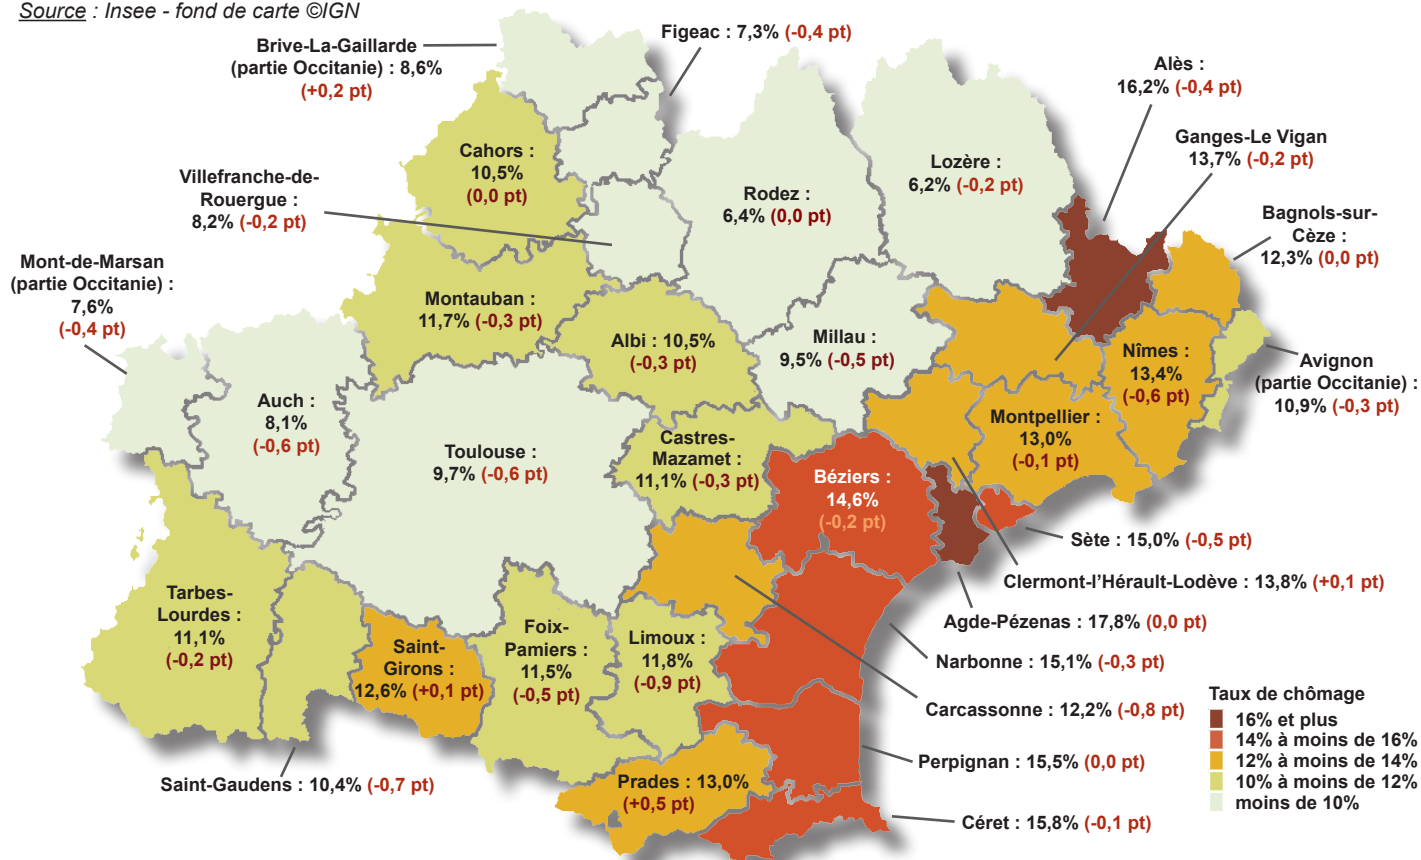 Source : Insee - fond de carte ©IGN
Brive-La-Gaillarde
(partie Occitanie) : 8,6%
(+0,2 pt)
Figeac : 7,3% (-0,4 pt)
Alès :
16,2% (-0,4 pt)
Ganges-Le Vigan
13,7% (-0,2 pt)
Cahors :
10,5%
(0,0 pt)
Lozère :
6,2% (-0,2 pt)
Villefranche-de-
Rouergue :
8,2% (-0,2 pt)
Rodez :
6,4% (0,0 pt)
Bagnols-sur-
Cèze :
12,3% (0,0 pt)
Mont-de-Marsan
(partie Occitanie) :
7,6%
(-0,4 pt)
Montauban :
11,7% (-0,3 pt)
Albi : 10,5%
(-0,3 pt)
Millau :
9,5% (-0,5 pt)
Nîmes :
13,4%
(-0,6 pt)
Avignon
(partie Occitanie) :
10,9% (-0,3 pt)
Auch :
8,1%
(-0,6 pt)
Toulouse :
9,7% (-0,6 pt)
Castres-
Mazamet :
11,1% (-0,3 pt)
Montpellier :
13,0%
(-0,1 pt)
Béziers :
14,6%
(-0,2 pt)
Sète : 15,0% (-0,5 pt)
Clermont-l'Hérault-Lodève : 13,8% (+0,1 pt)
Agde-Pézenas : 17,8% (0,0 pt)
Tarbes-
Lourdes :
11,1%
(-0,2 pt)
Saint-
Girons :
12,6% (+0,1 pt)
Foix-
Pamiers :
11,5%
(-0,5 pt)
Limoux :
11,8%
(-0,9 pt)
Narbonne : 15,1% (-0,3 pt)
Carcassonne : 12,2% (-0,8 pt)
Perpignan : 15,5% (0,0 pt)
Saint-Gaudens : 10,4% (-0,7 pt)
Prades : 13,0%
(+0,5 pt)
Céret : 15,8% (-0,1 pt)
Taux de chômage
16% et plus
14% à moins de 16%
12% à moins de 14%
10% à moins de 12%
moins de 10%